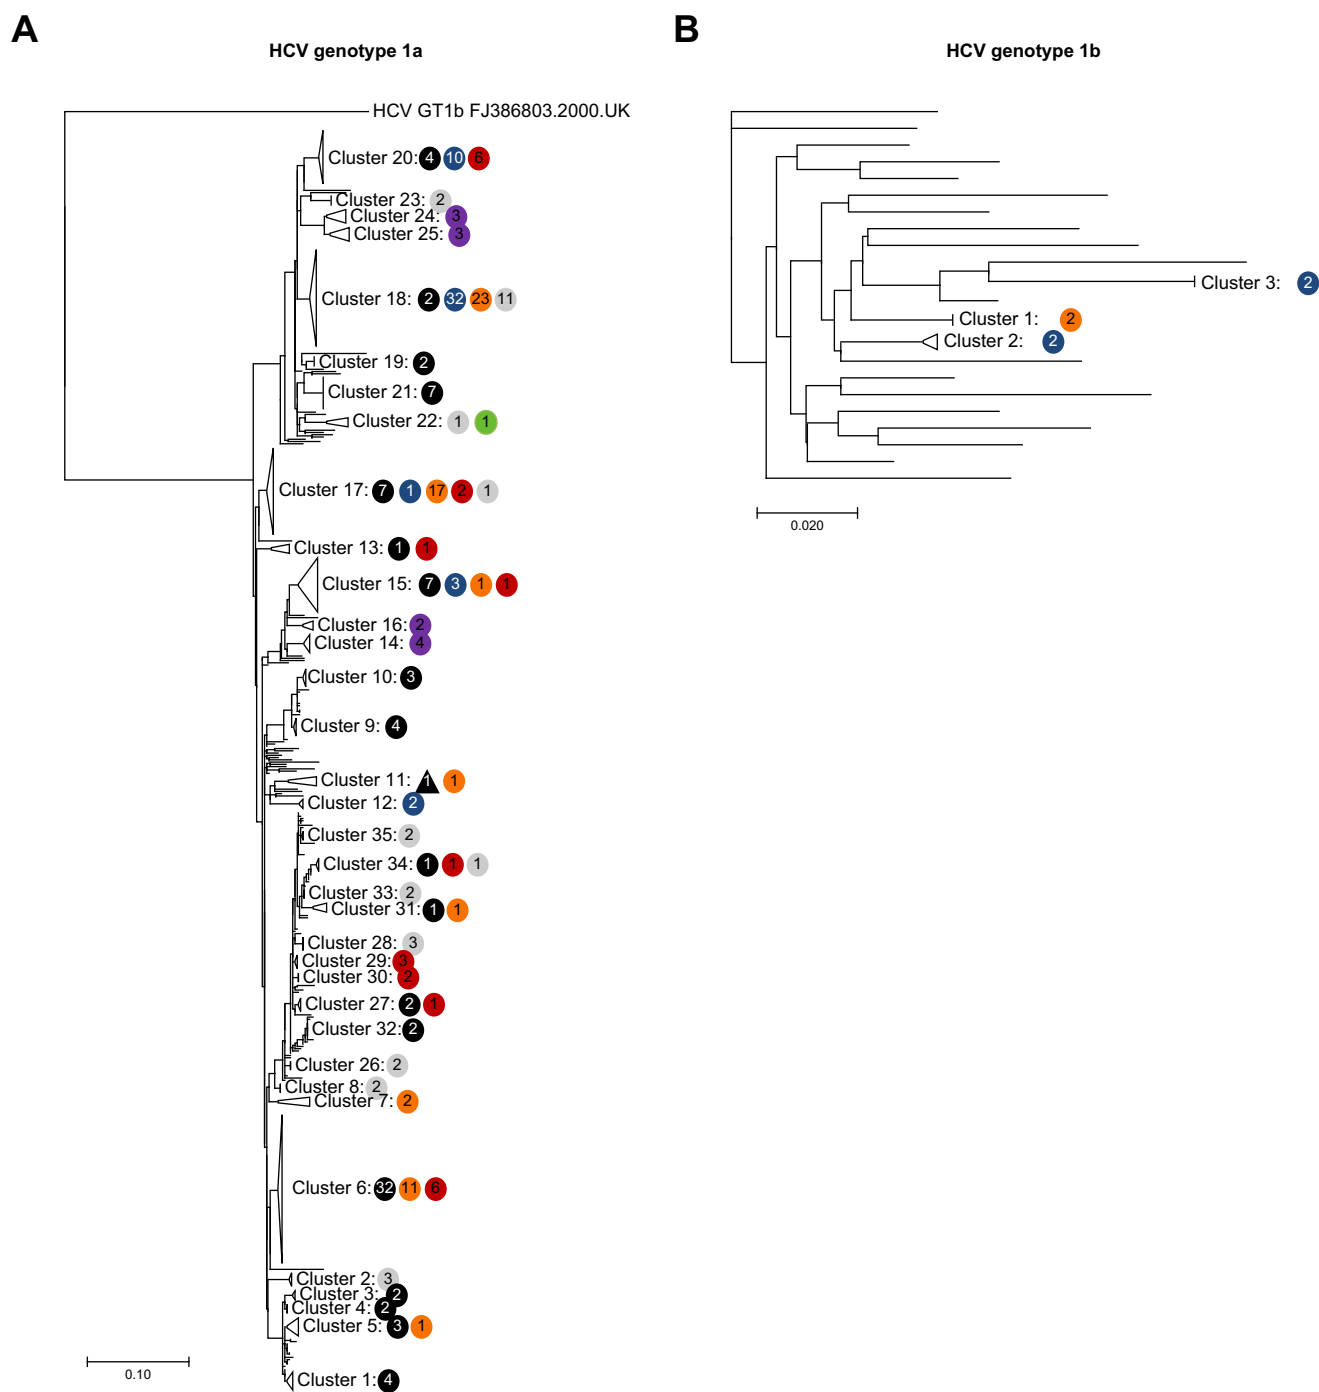 A
HCV genotype 1a
HCV GT1b FJ386803.2000.UK
Cluster 20: 4 10 6
Cluster 23: 2
Cluster 24: 3
Cluster 25: 3
Cluster 18: 2 32 23 11
Cluster 19: 2
Cluster 21: 7
Cluster 22: 1 1
Cluster 17: 7 1 17 2 1
Cluster 13: 1 1
Cluster 15: 7 3 1 1
Cluster 16: 2
Cluster 14: 4
Cluster 10: 3
Cluster 9: 4
Cluster 11: 1 1
Cluster 12: 2
Cluster 35: 2
Cluster 34: 1 1 1
Cluster 33: 2
Cluster 31: 1 1
Cluster 28: 3
Cluster 29: 3
Cluster 30: 2
Cluster 27: 2 1
Cluster 32: 2
Cluster 26: 2
Cluster 8: 2
Cluster 7: 2
Cluster 6: 32 11 6
Cluster 2: 3
Cluster 3: 2
Cluster 4: 2
Cluster 5: 3 1
Cluster 1: 4
0.10
B
HCV genotype 1b
Cluster 3: 2
Cluster 1: 2
Cluster 2: 2
0.020